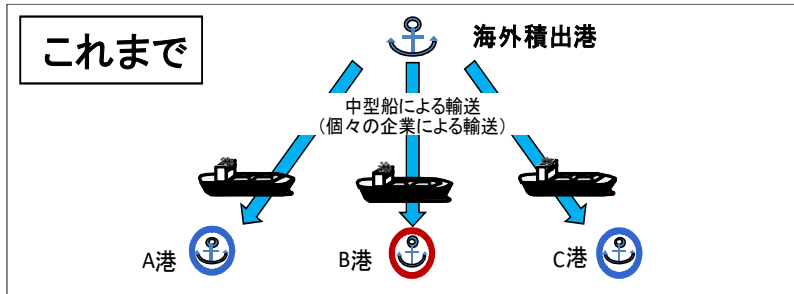 これまで
海外積出港
中型船による輸送
(個々の企業による輸送)
A港
B港
C港